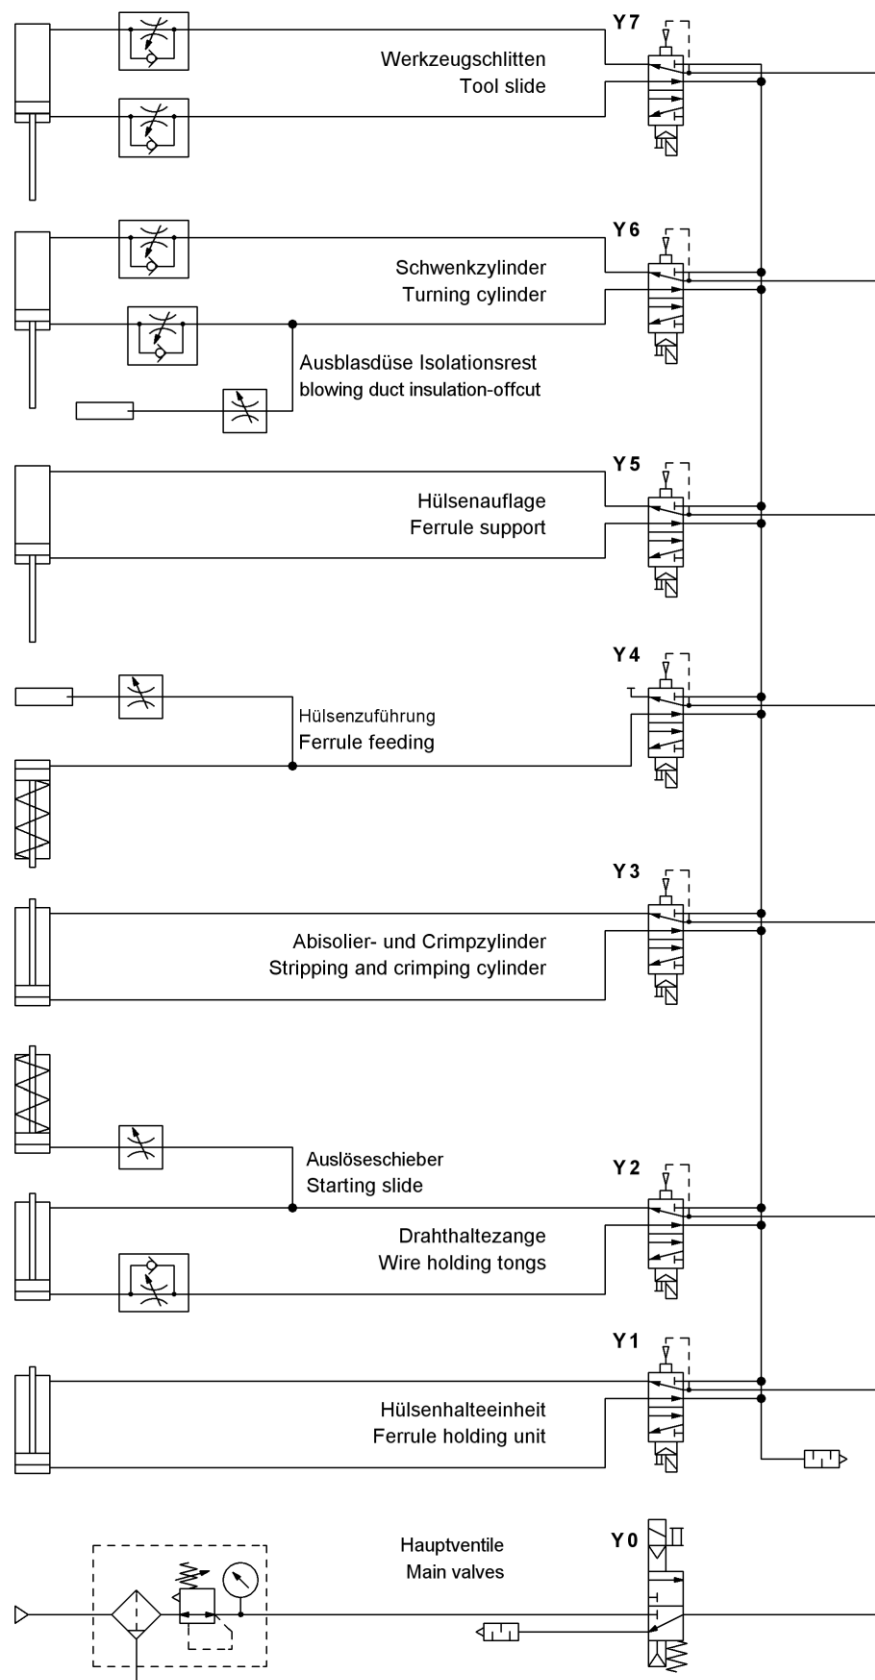 Y7
Werkzeugschlitten
Tool slide
Y6
Schwenkzylinder
Turning cylinder
Ausblasdüse Isolationsrest
blowing duct insulation-offcut
Y5
Hülsenauflage
Ferrule support
Y4
Hülsenzuführung
Ferrule feeding
Y3
Abisolier- und Crimpzylinder
Stripping and crimping cylinder
Auslöseschieber
Starting slide
Y2
Drahthaltezange
Wire holding tongs
Y1
Hülsenhalteeinheit
Ferrule holding unit
Hauptventile
Main valves
Y0